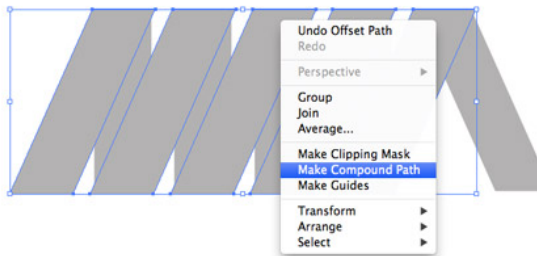 Undo Offset Path
Redo
Perspective
Group
Join
Average...
Make Clipping Mask
Make Compound Path
Make Guides
Transform
Arrange
Select